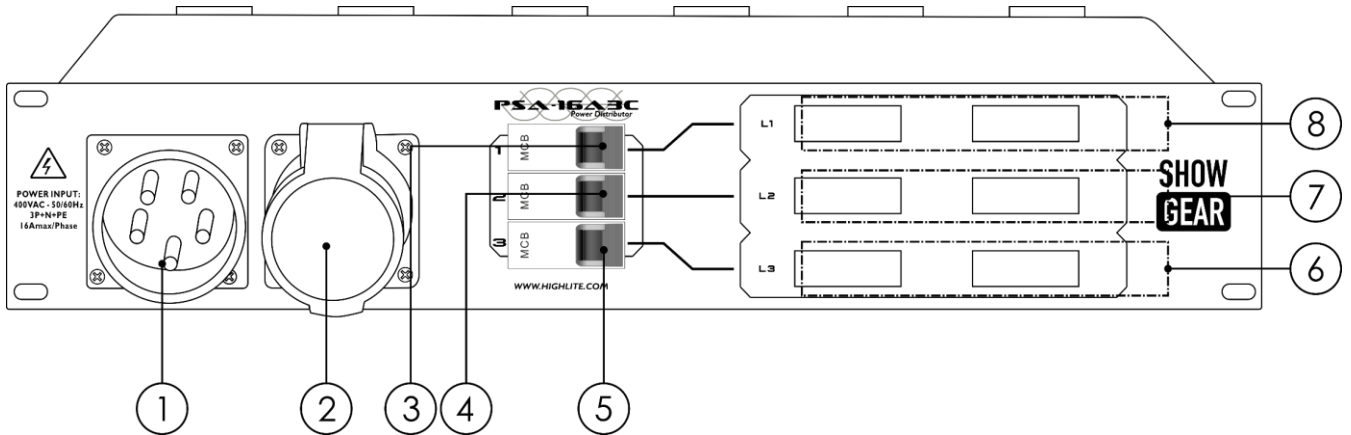 PSA-16A3C
Power Distributor
POWER INPUT:
400VAC - 50/60Hz
3P+N+PE
16Amax/Phase
1
MCB
2
MCB
3
MCB
WWW.HIGHLITE.COM
L1
L2
L3
SHOW
GEAR
8
7
6
1
2
3
4
5